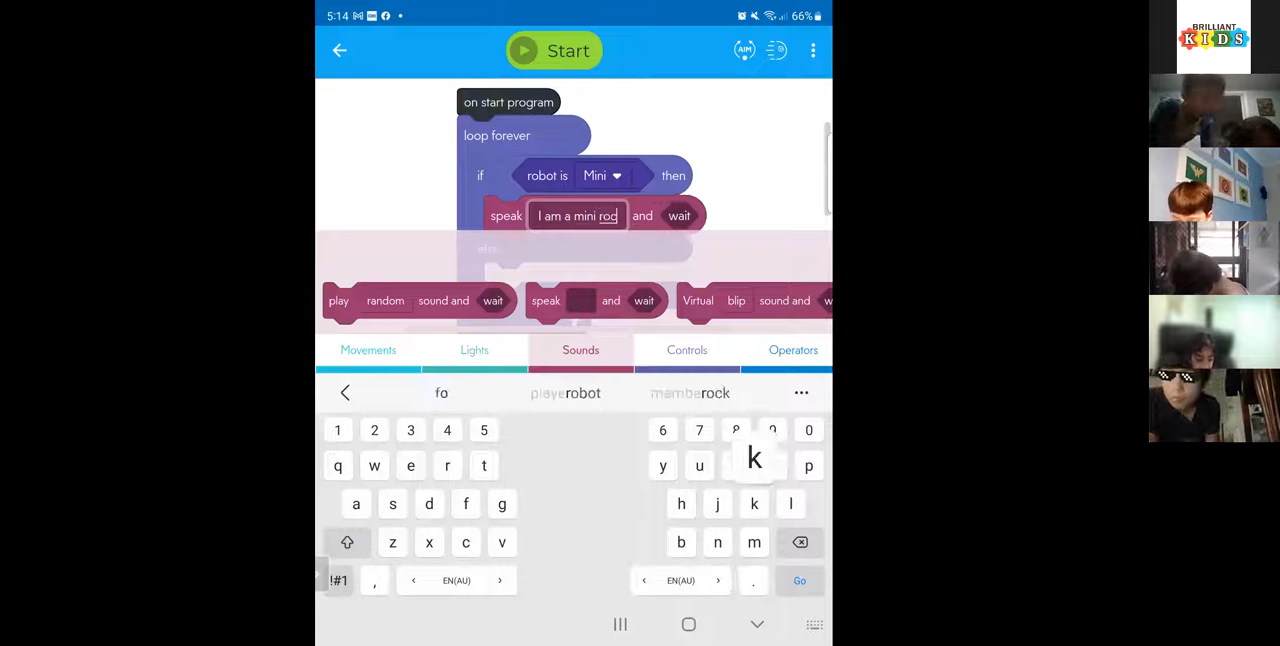 5:14
66%
Start
AIM
on start program
loop forever
if robot is Mini then
speak I am a mini rod and wait
else
play random sound and wait
speak and wait
Virtual blip sound and w
Movements
Lights
Sounds
Controls
Operators
fo
robot
rock
1 2 3 4 5 6 7 8 9 0
q w e r t y u p
k
a s d f g h j k l
z x c v b n m
!#1 , EN(AU) EN(AU) . Go
BRILLIANT
KIDS